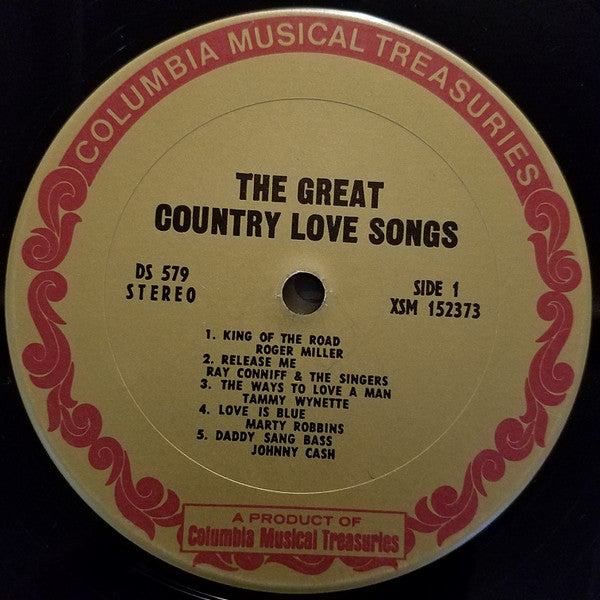 COLUMBIA MUSICAL TREASURIES
THE GREAT
COUNTRY LOVE SONGS
DS 579
STEREO
SIDE 1
XSM 152373
1. KING OF THE ROAD
ROGER MILLER
2. RELEASE ME
RAY CONNIFF & THE SINGERS
3. THE WAYS TO LOVE A MAN
TAMMY WYNETTE
4. LOVE IS BLUE
MARTY ROBBINS
5. DADDY SANG BASS
JOHNNY CASH
A PRODUCT OF
Columbia Musical Treasuries